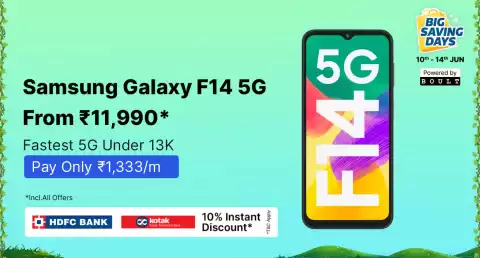 Samsung Galaxy F14 5G
From ₹11,990*
Fastest 5G Under 13K
Pay Only ₹1,333/m
*Incl.All Offers
HDFC BANK
kotak
10% Instant
Discount*
*T&C Apply
5G
F14
BIG
SAVING
DAYS
10th - 14th JUN
Powered by
BOULT